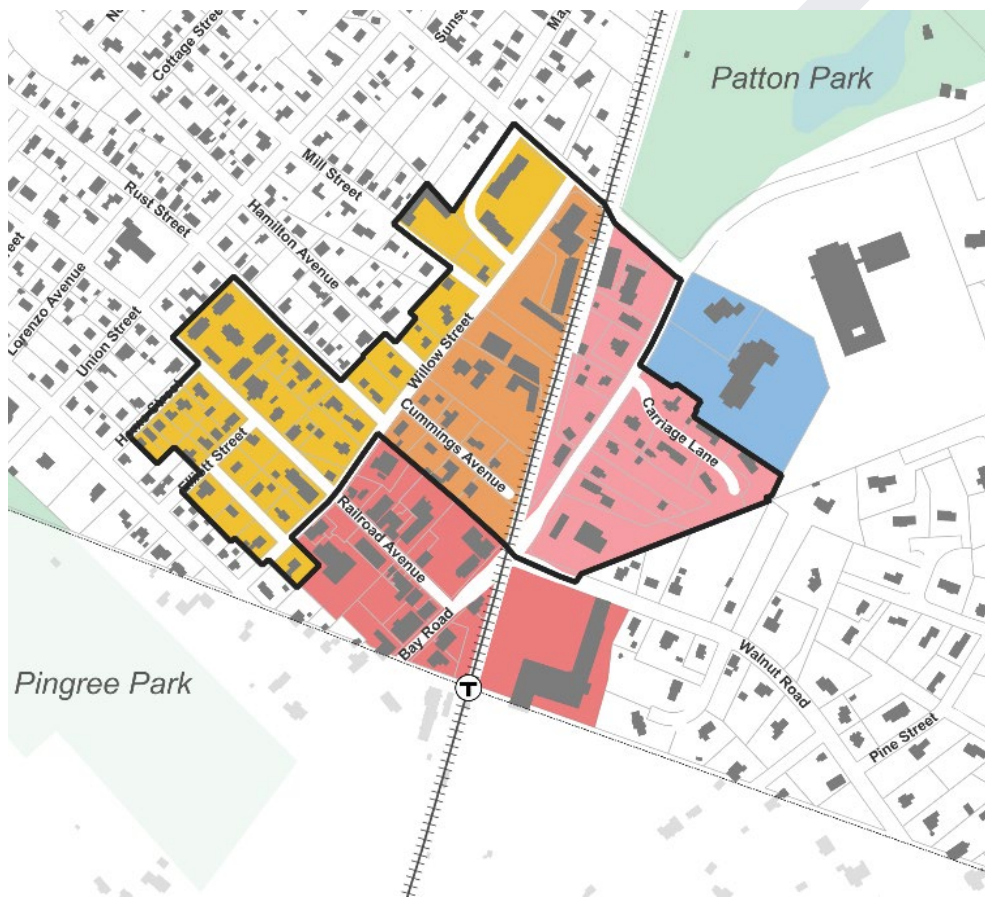 Cottage Street
Patton Park
Mill Street
Rust Street
Hamilton Avenue
Lorenzo Avenue
Union Street
Willow Street
Cummings Avenue
Carriage Lane
Railroad Avenue
Bay Road
T
Pingree Park
Walnut Road
Pine Street